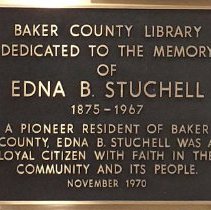 BAKER COUNTY LIBRARY
DEDICATED TO THE MEMORY
OF
EDNA B. STUCHELL
1875-1967
A PIONEER RESIDENT OF BAKER
COUNTY, EDNA B. STUCHELL WAS A
LOYAL CITIZEN WITH FAITH IN THE
COMMUNITY AND ITS PEOPLE.
NOVEMBER 1970